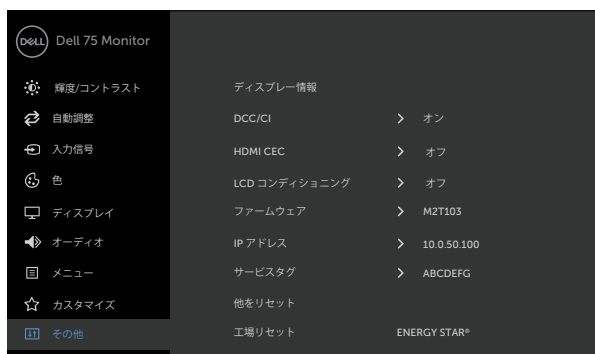 DELL Dell 75 Monitor
輝度/コントラスト
自動調整
入力信号
色
ディスプレイ
オーディオ
メニュー
カスタマイズ
その他
ディスプレー情報
DCC/CI オン
HDMI CEC オフ
LCD コンディショニング オフ
ファームウェア M2T103
IP アドレス 10.0.50.100
サービスタグ ABCDEFG
他をリセット
工場リセット ENERGY STAR®